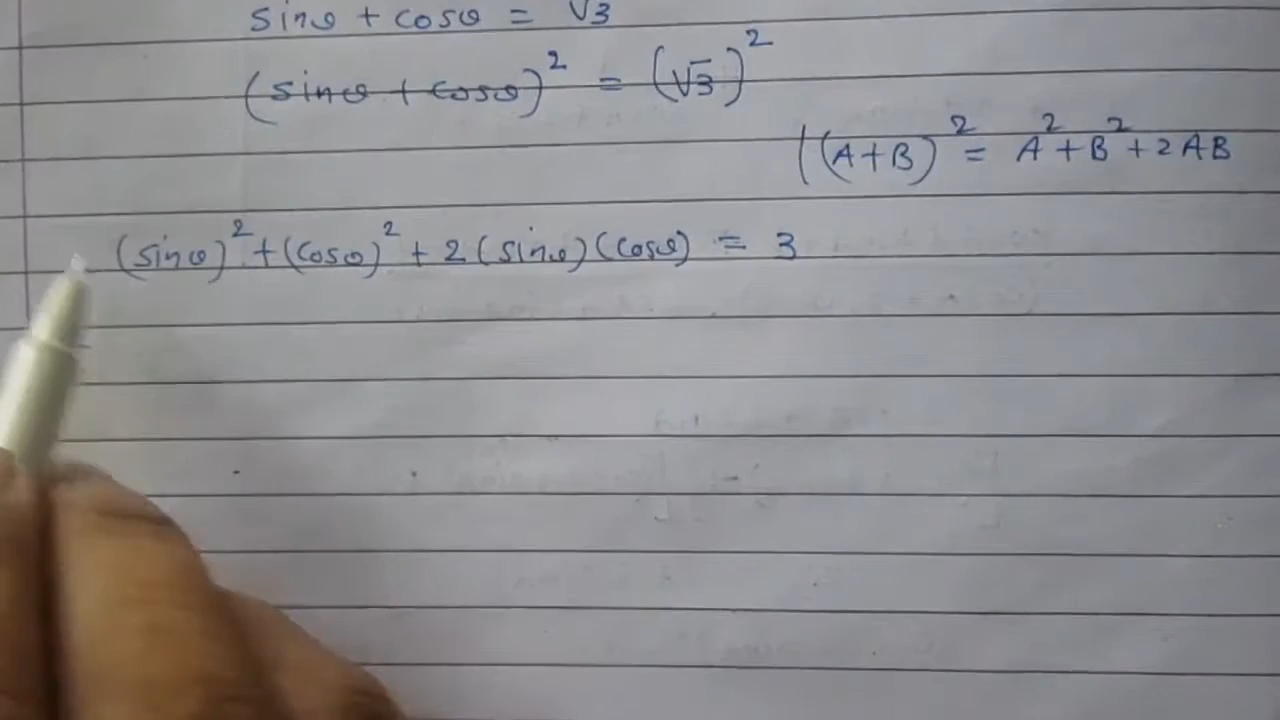 sinθ + cosθ = √3
(sinθ + cosθ)² = (√3)²
|(A+B)² = A²+B²+2AB
(sinθ)²+(cosθ)²+2(sinθ)(cosθ) = 3